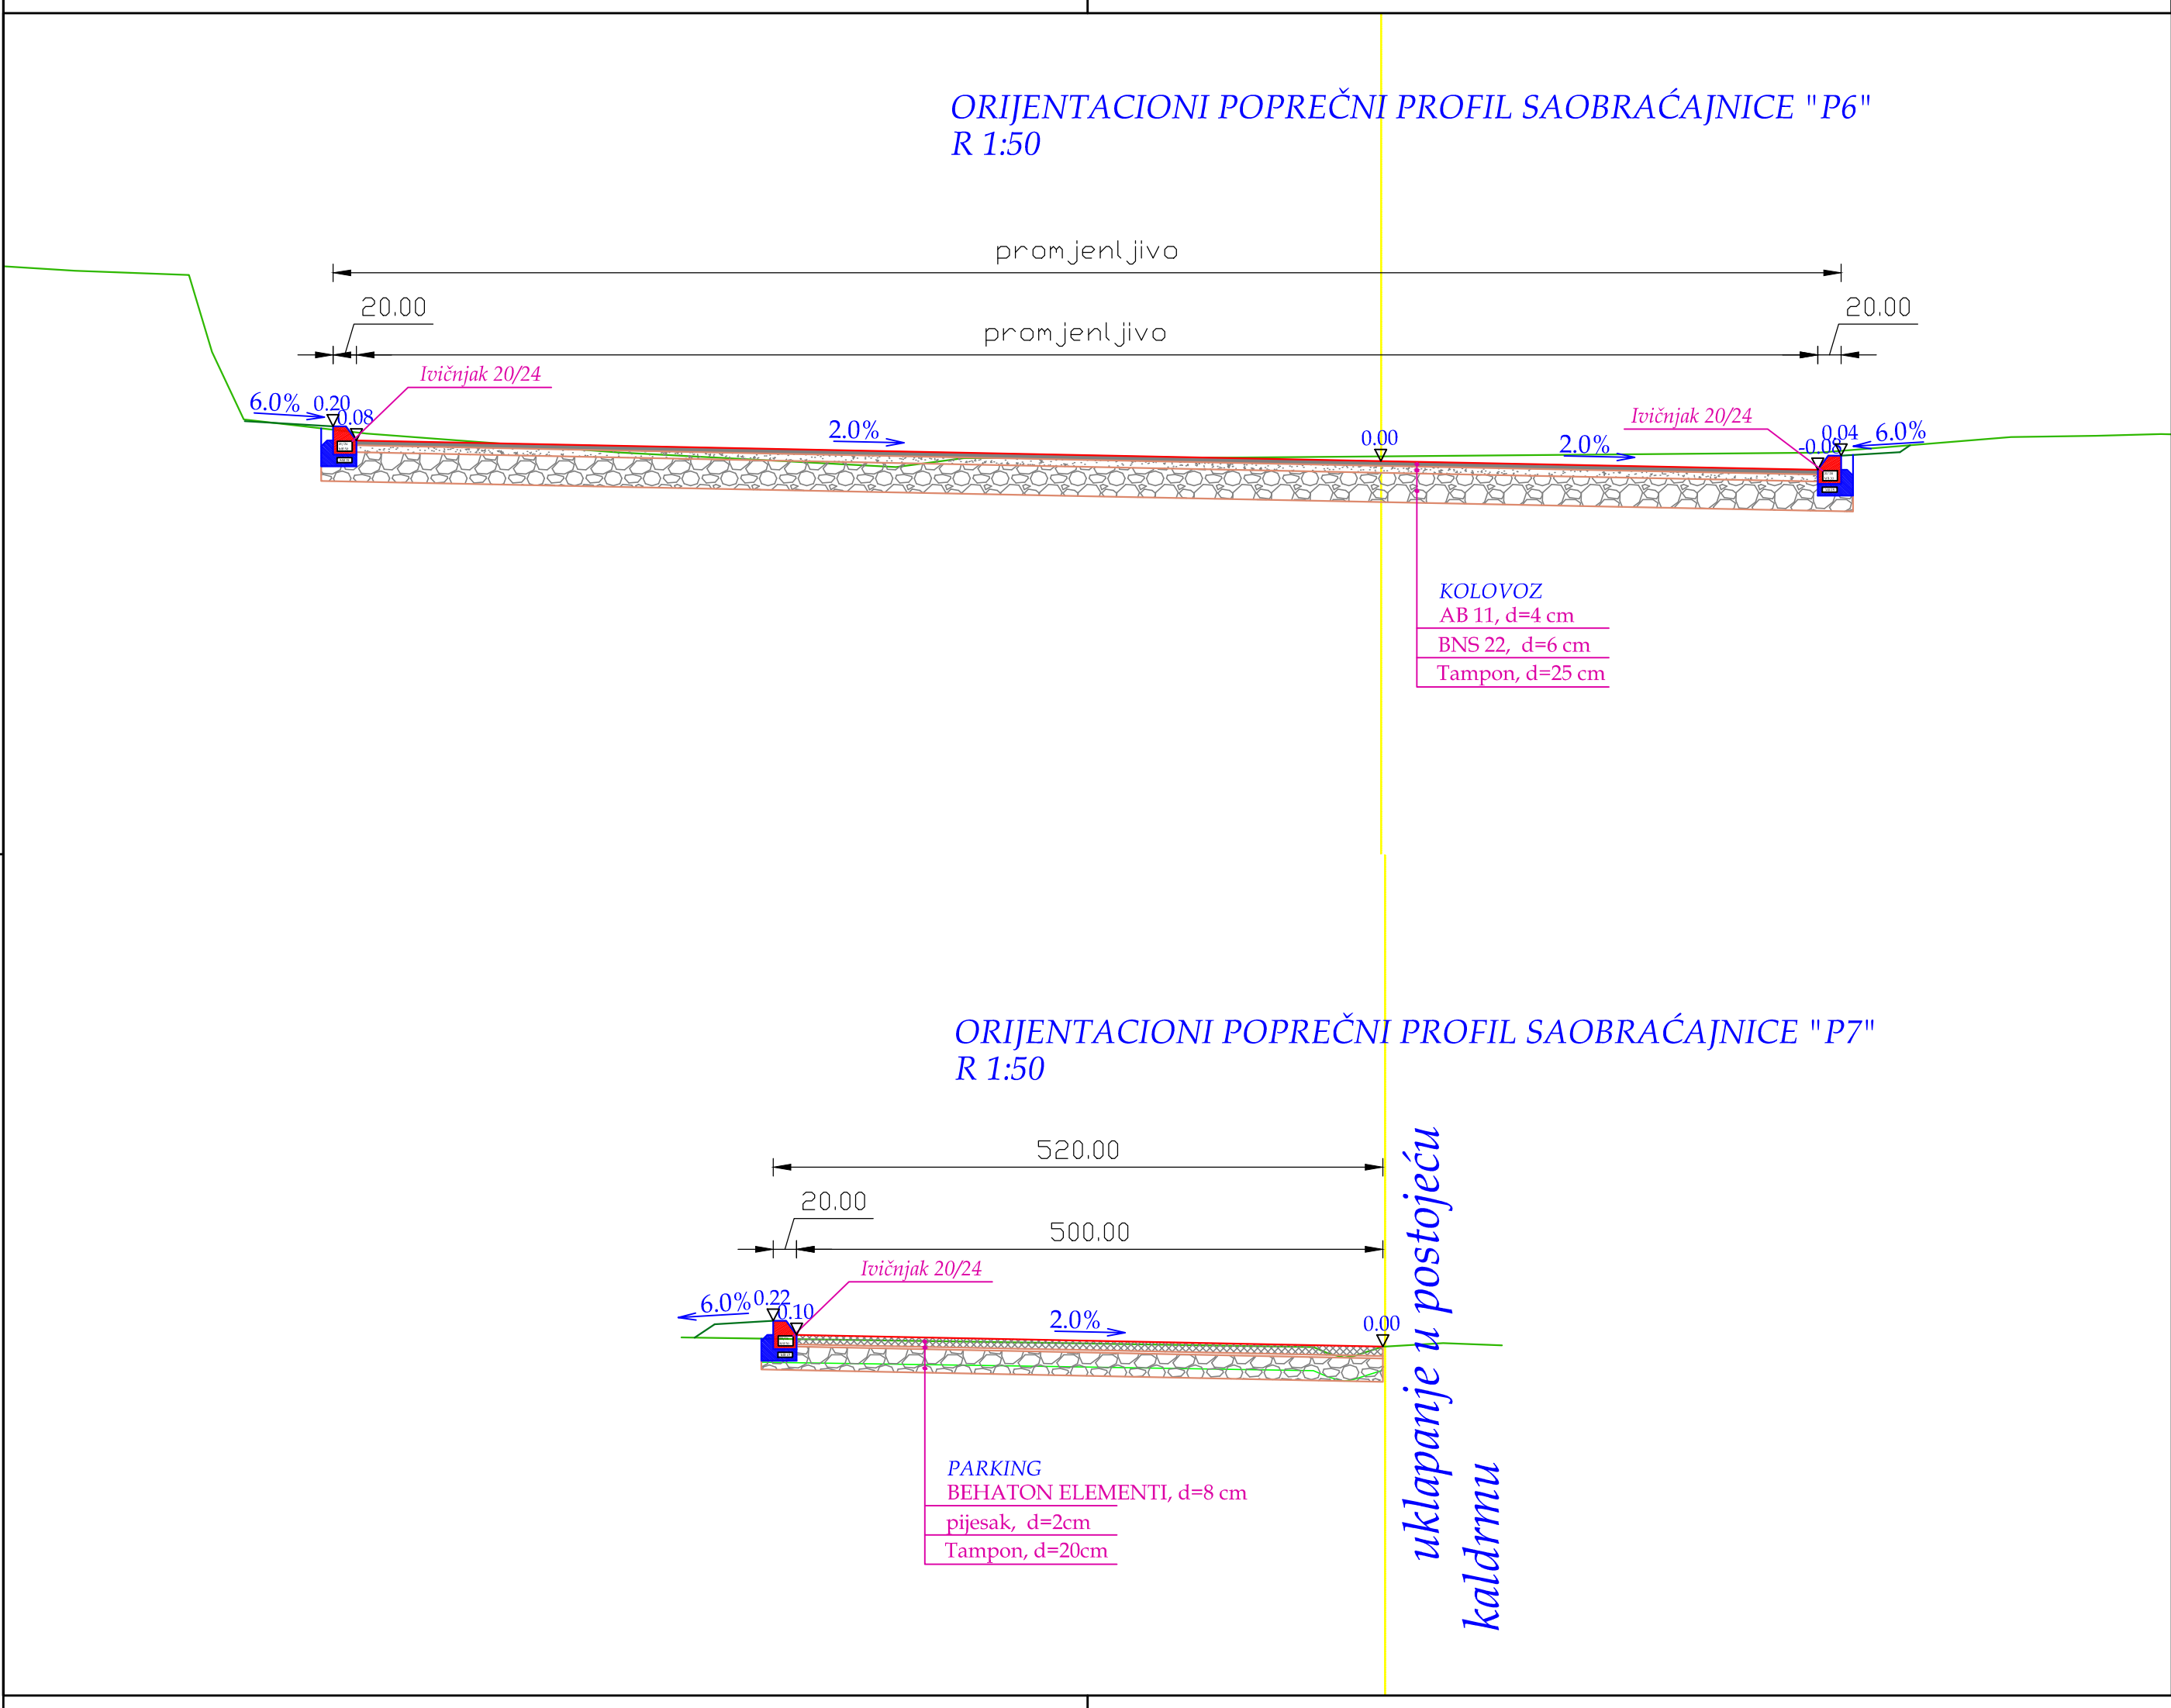 ORIJENTACIONI POPREČNI PROFIL SAOBRAĆAJNICE "P6"
R 1:50
promjenljivo
20.00
20.00
promjenljivo
Ivičnjak 20/24
6.0%
0.20
0.08
2.0%
0.00
2.0%
Ivičnjak 20/24
-0.08
0.04
6.0%
KOLOVOZ
AB 11, d=4 cm
BNS 22, d=6 cm
Tampon, d=25 cm
ORIJENTACIONI POPREČNI PROFIL SAOBRAĆAJNICE "P7"
R 1:50
520.00
20.00
500.00
Ivičnjak 20/24
6.0%
0.22
0.10
2.0%
0.00
uklapanje u postojeću
kaldrmu
PARKING
BEHATON ELEMENTI, d=8 cm
pijesak, d=2cm
Tampon, d=20cm